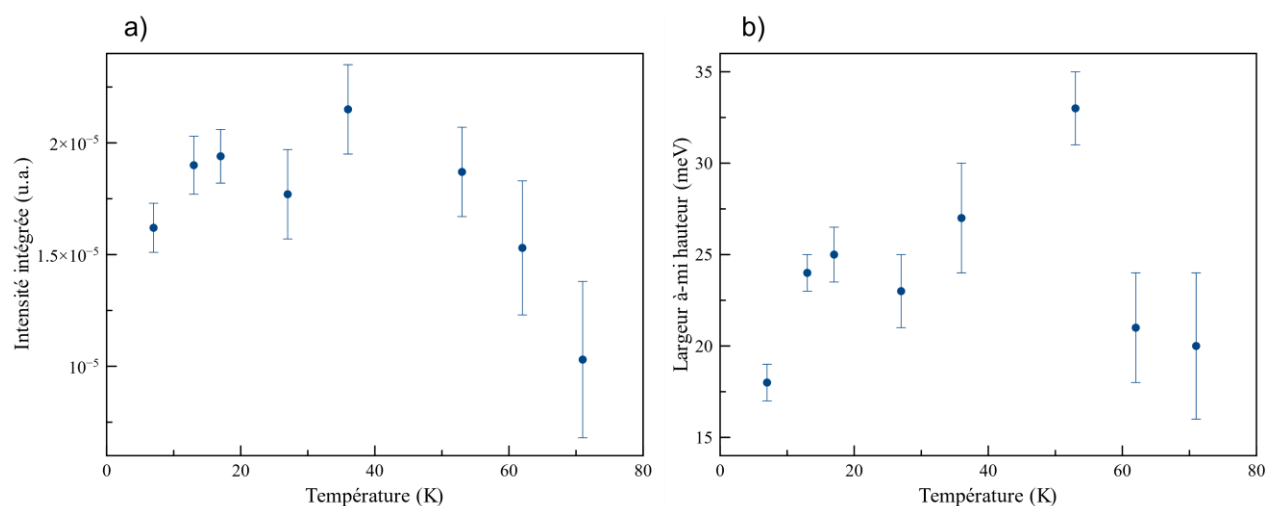 a)
Intensité intégrée (u.a.)
2×10⁻⁵
1.5×10⁻⁵
10⁻⁵
0 20 40 60 80
Température (K)
b)
Largeur à-mi hauteur (meV)
35
30
25
20
15
0 20 40 60 80
Température (K)